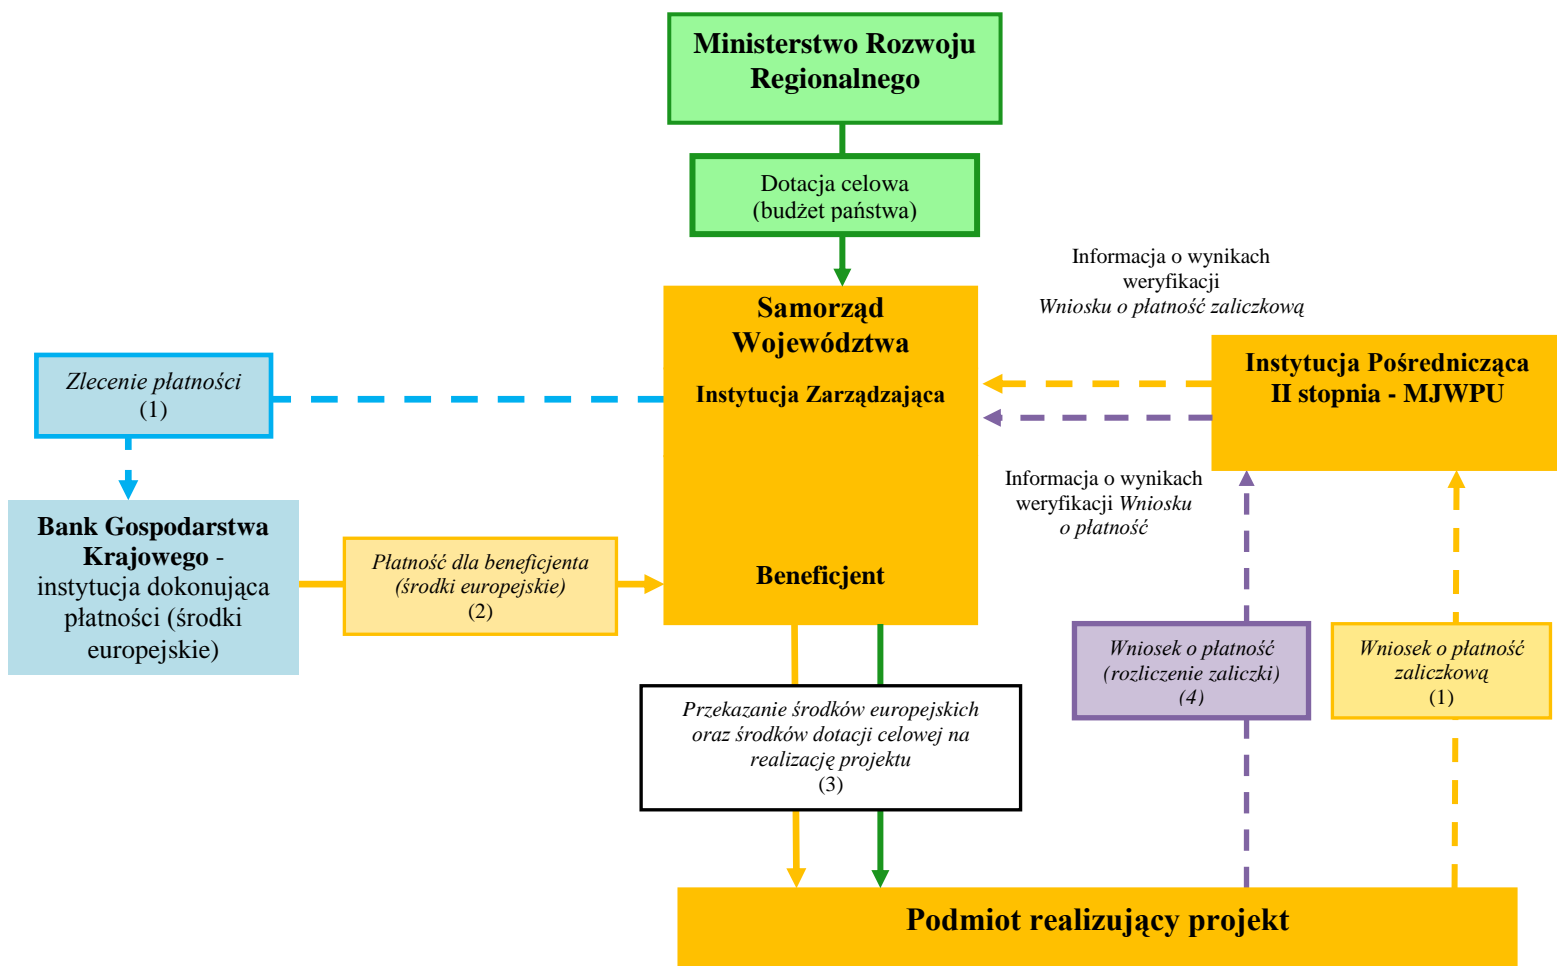 Ministerstwo Rozwoju
Regionalnego
Dotacja celowa
(budżet państwa)
Informacja o wynikach
weryfikacji
Wniosku o płatność zaliczkową
Samorząd
Województwa
Instytucja Zarządzająca
Beneficjent
Instytucja Pośrednicząca
II stopnia - MJWPU
Zlecenie płatności
(1)
Informacja o wynikach
weryfikacji Wniosku
o płatność
Bank Gospodarstwa
Krajowego -
instytucja dokonująca
płatności (środki
europejskie)
Płatność dla beneficjenta
(środki europejskie)
(2)
Wniosek o płatność
(rozliczenie zaliczki)
(4)
Wniosek o płatność
zaliczkową
(1)
Przekazanie środków europejskich
oraz środków dotacji celowej na
realizację projektu
(3)
Podmiot realizujący projekt